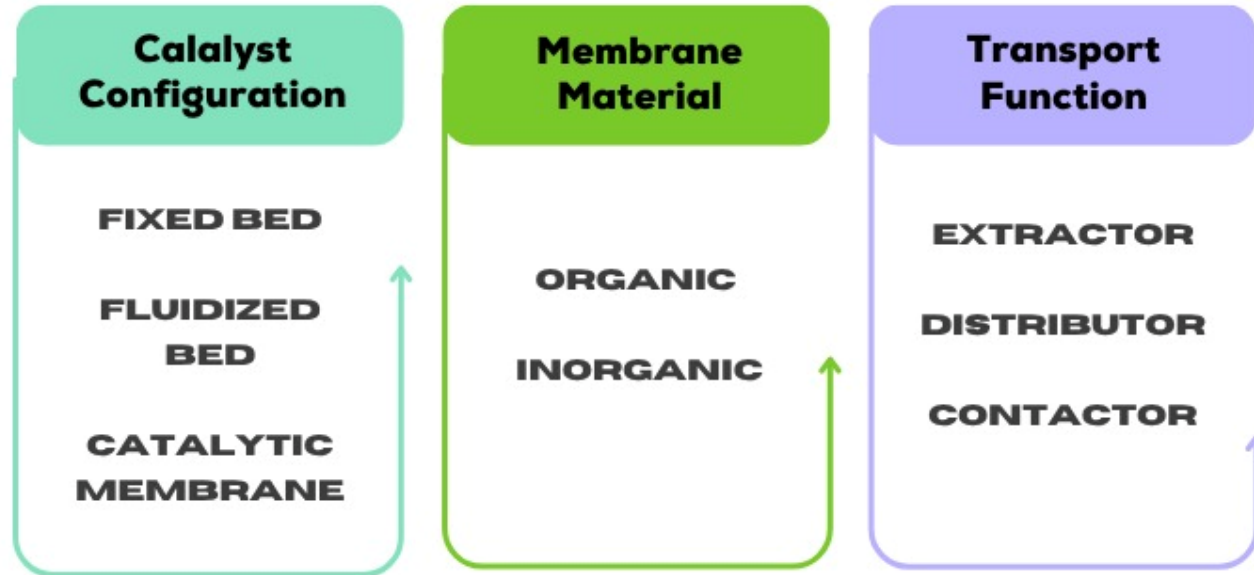 Calalyst
Configuration
FIXED BED
FLUIDIZED
BED
CATALYTIC
MEMBRANE
Membrane
Material
ORGANIC
INORGANIC
Transport
Function
EXTRACTOR
DISTRIBUTOR
CONTACTOR